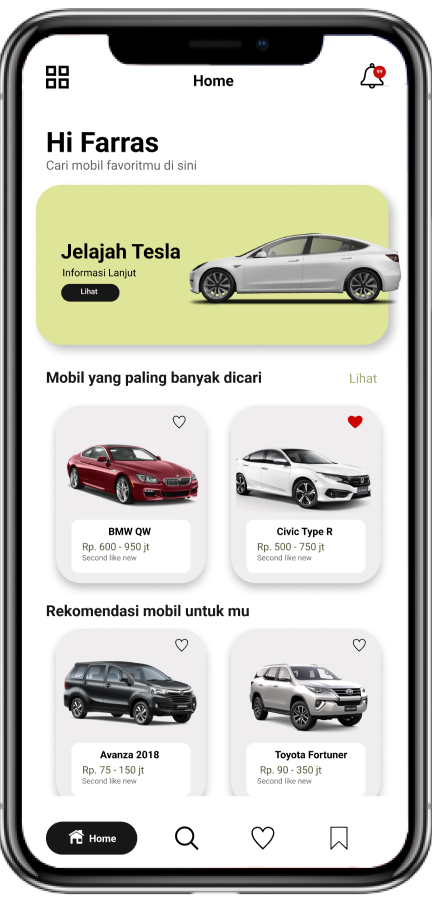 Home
Hi Farras
Cari mobil favoritmu di sini
Jelajah Tesla
Informasi Lanjut
Lihat
Mobil yang paling banyak dicari
Lihat
BMW QW
Rp. 600 - 950 jt
Second like new
Civic Type R
Rp. 500 - 750 jt
Second like new
Rekomendasi mobil untuk mu
Avanza 2018
Rp. 75 - 150 jt
Second like new
Toyota Fortuner
Rp. 90 - 350 jt
Second like new
Home